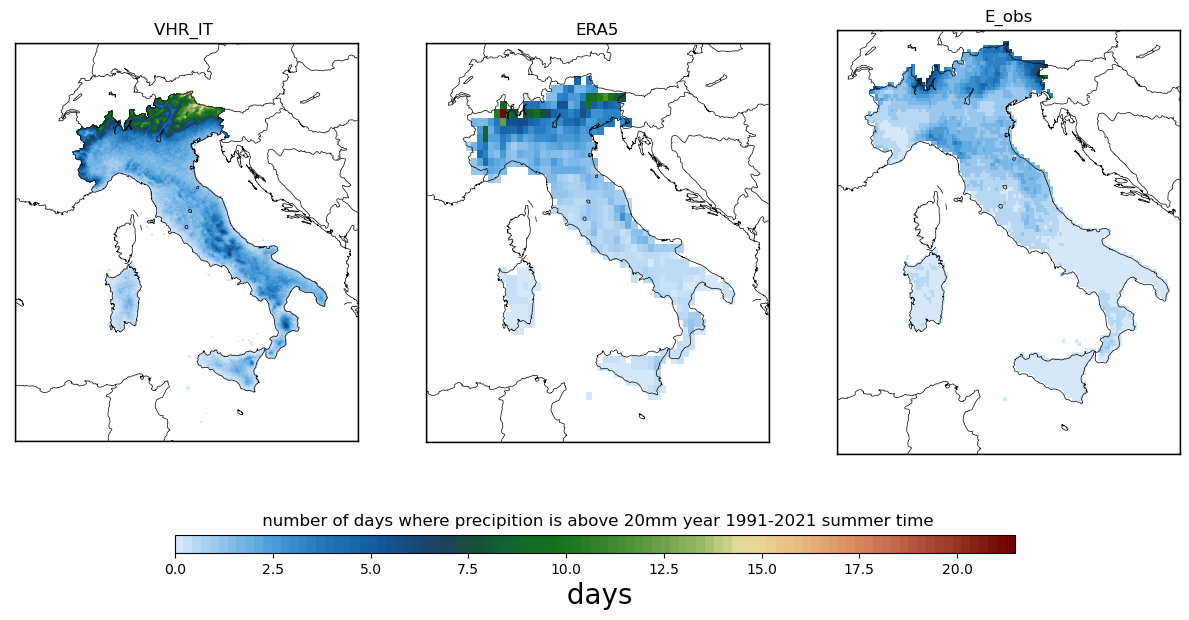 VHR_IT
ERA5
E_obs
number of days where precipition is above 20mm year 1991-2021 summer time
0.0 2.5 5.0 7.5 10.0 12.5 15.0 17.5 20.0
days